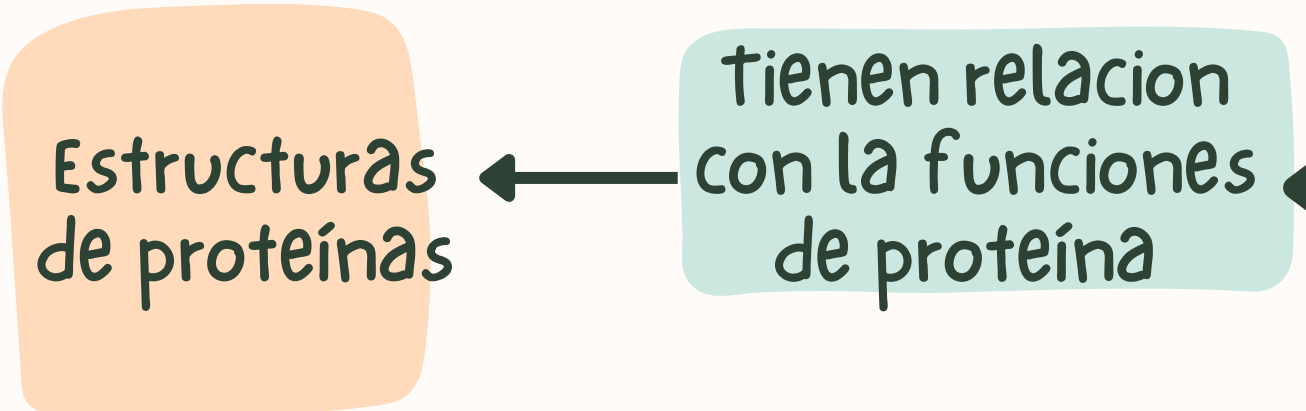 Estructuras
de proteínas
Tienen relacion
con la funciones
de proteína